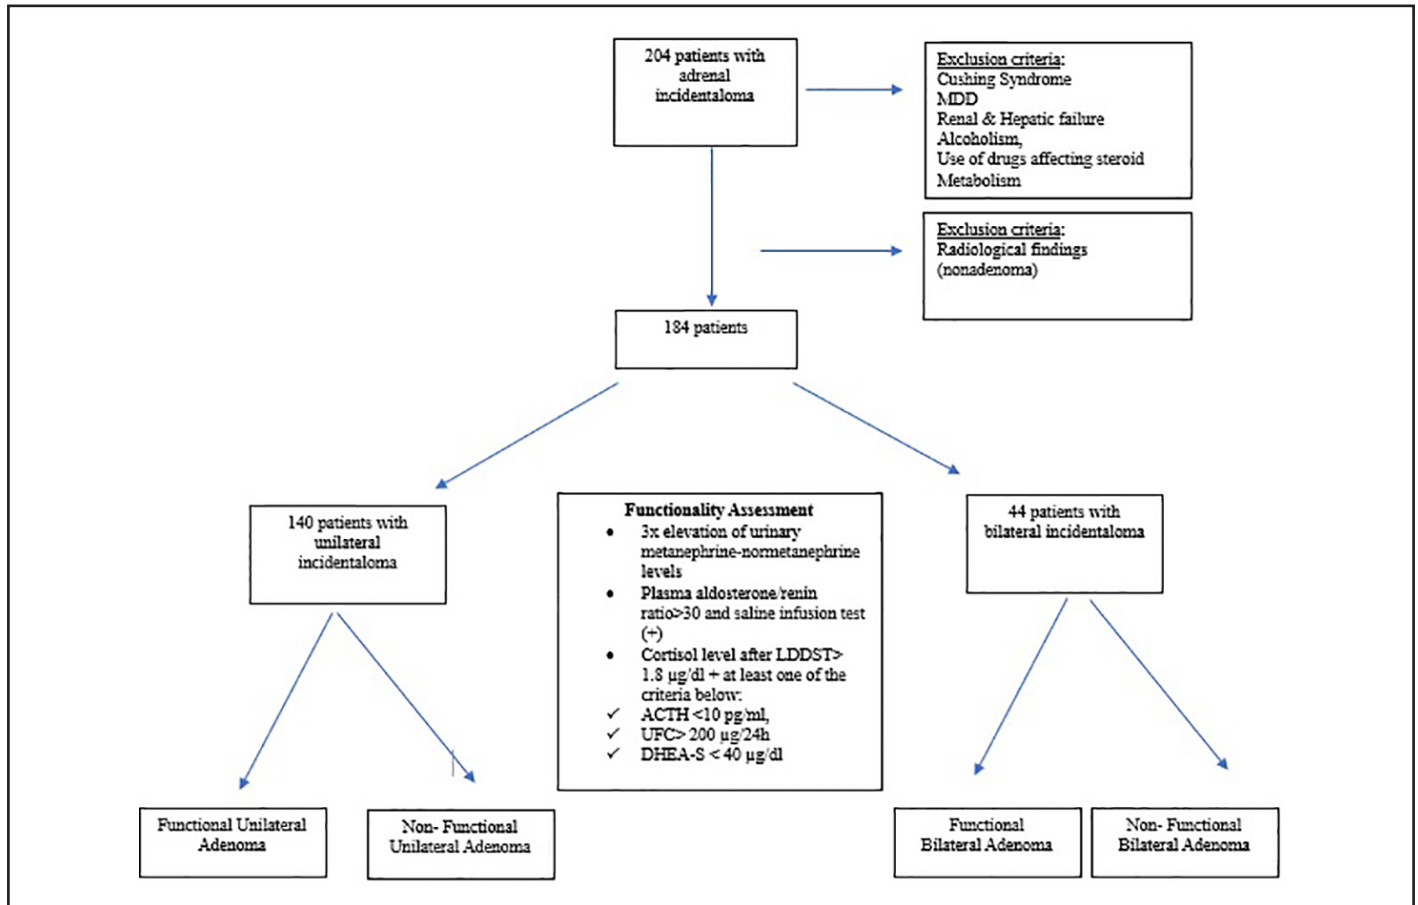 204 patients with
adrenal
incidentaloma
Exclusion criteria:
Cushing Syndrome
MDD
Renal & Hepatic failure
Alcoholism,
Use of drugs affecting steroid
Metabolism
Exclusion criteria:
Radiological findings
(nonadenoma)
184 patients
140 patients with
unilateral
incidentaloma
Functionality Assessment
● 3x elevation of urinary
metanephrine-normetanephrine
levels
● Plasma aldosterone/renin
ratio>30 and saline infusion test
(+)
● Cortisol level after LDDST>
1.8 µg/dl + at least one of the
criteria below:
✓ ACTH <10 pg/ml,
✓ UFC> 200 µg/24h
✓ DHEA-S < 40 µg/dl
44 patients with
bilateral incidentaloma
Functional Unilateral
Adenoma
Non- Functional
Unilateral Adenoma
Functional
Bilateral Adenoma
Non- Functional
Bilateral Adenoma